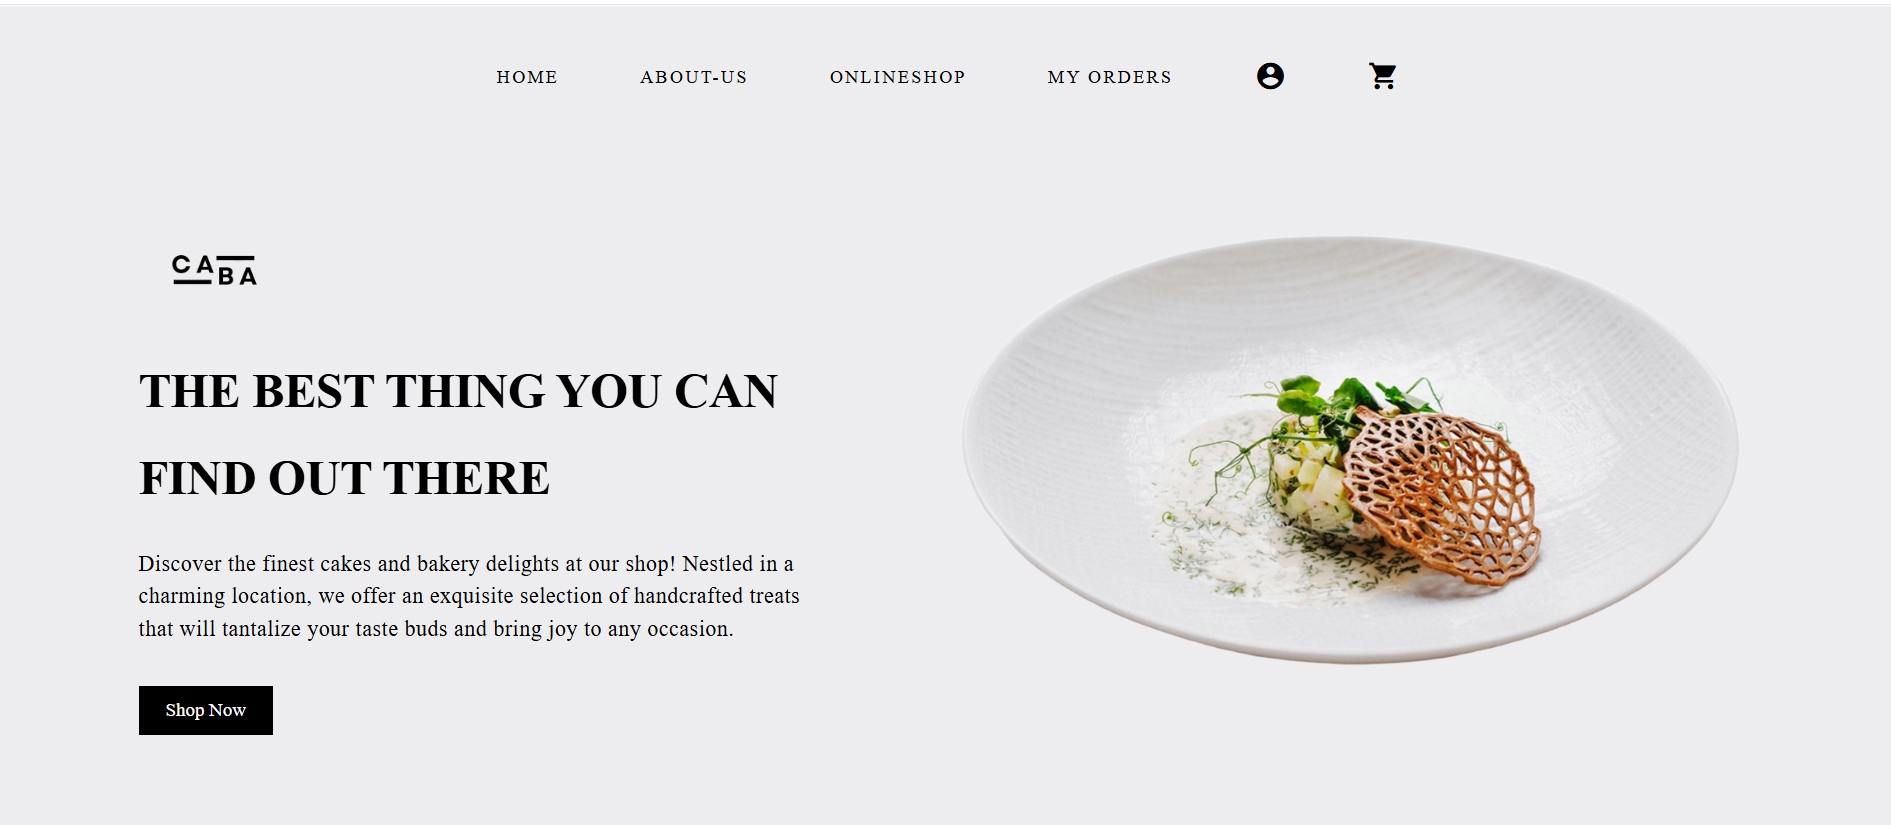 HOME ABOUT-US ONLINESHOP MY ORDERS
CABA
THE BEST THING YOU CAN
FIND OUT THERE
Discover the finest cakes and bakery delights at our shop! Nestled in a
charming location, we offer an exquisite selection of handcrafted treats
that will tantalize your taste buds and bring joy to any occasion.
Shop Now